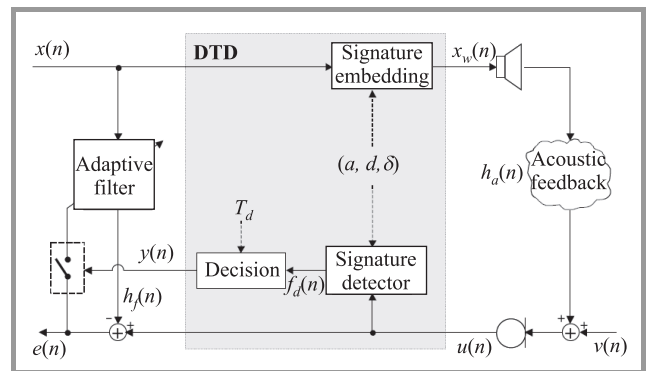 x(n)
DTD
Signature
embedding
x_w(n)
Adaptive
filter
(a, d, δ)
h_a(n)
Acoustic
feedback
T_d
y(n)
Decision
f_d(n)
Signature
detector
h_f(n)
- +
+ +
+
e(n)
u(n)
v(n)